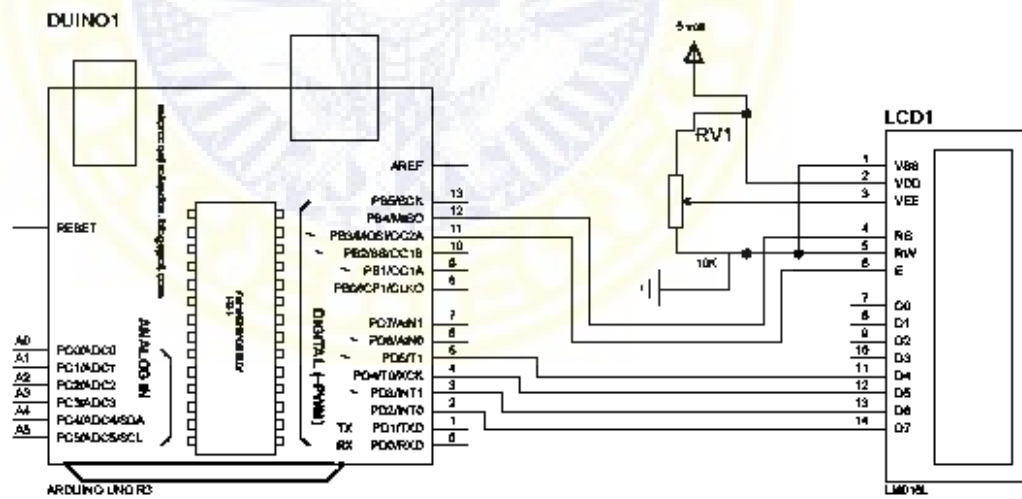 DUINO1
5 volt
RV1
LCD1
AREF
RESET
13
PB5/SCK
12
PB4/MISO
11
~ PB3/MOSI/OC2A
10
~ PB2/SS/OC1B
9
~ PB1/OC1A
8
PB0/ICP1/CLKO
7
PD7/AIN1
6
~ PD6/AIN0
5
~ PD5/T1
4
PD4/T0/XCK
3
~ PD3/INT1
2
PD2/INT0
1
TX PD1/TXD
0
RX PD0/RXD
DIGITAL (~PWM)
ANALOG IN
A0
PC0/ADC0
A1
PC1/ADC1
A2
PC2/ADC2
A3
PC3/ADC3
A4
PC4/ADC4/SDA
A5
PC5/ADC5/SCL
ARDUINO UNO R3
10K
1 VSS
2 VDD
3 VEE
4 RS
5 RW
6 E
7 D0
8 D1
9 D2
10 D3
11 D4
12 D5
13 D6
14 D7
LM016L